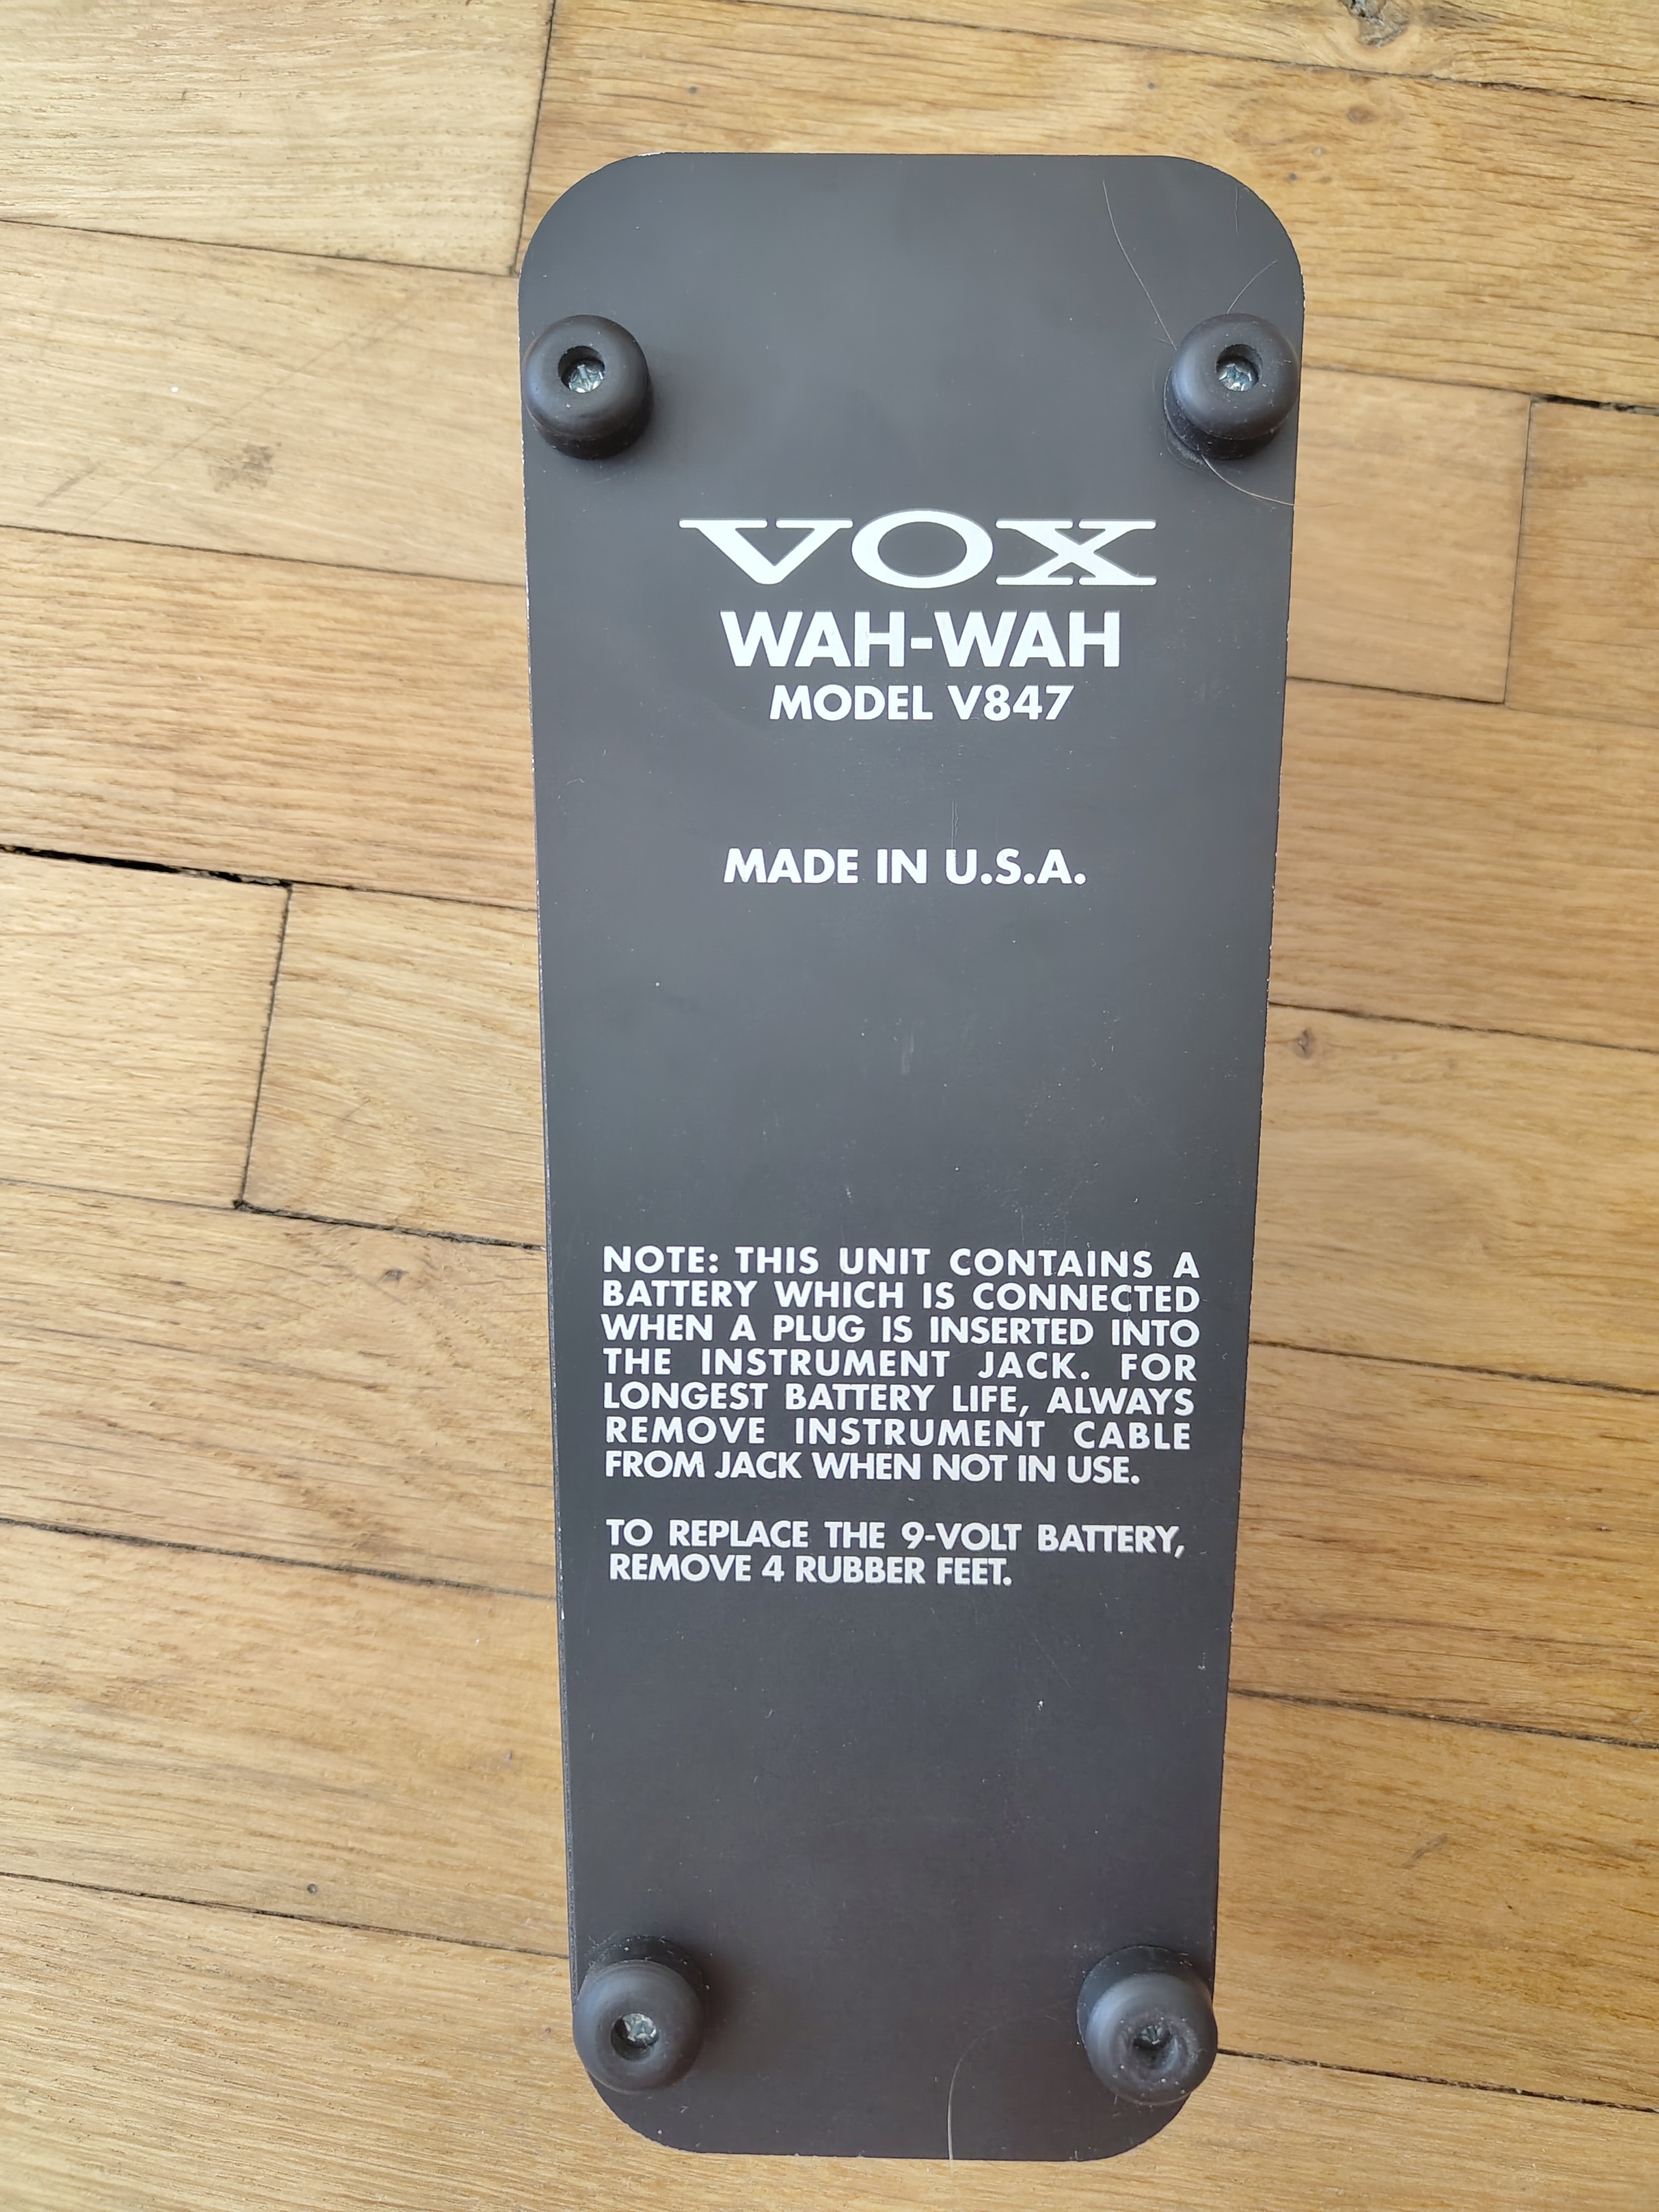 VOX
WAH-WAH
MODEL V847
MADE IN U.S.A.
NOTE: THIS UNIT CONTAINS A
BATTERY WHICH IS CONNECTED
WHEN A PLUG IS INSERTED INTO
THE INSTRUMENT JACK. FOR
LONGEST BATTERY LIFE, ALWAYS
REMOVE INSTRUMENT CABLE
FROM JACK WHEN NOT IN USE.
TO REPLACE THE 9-VOLT BATTERY,
REMOVE 4 RUBBER FEET.